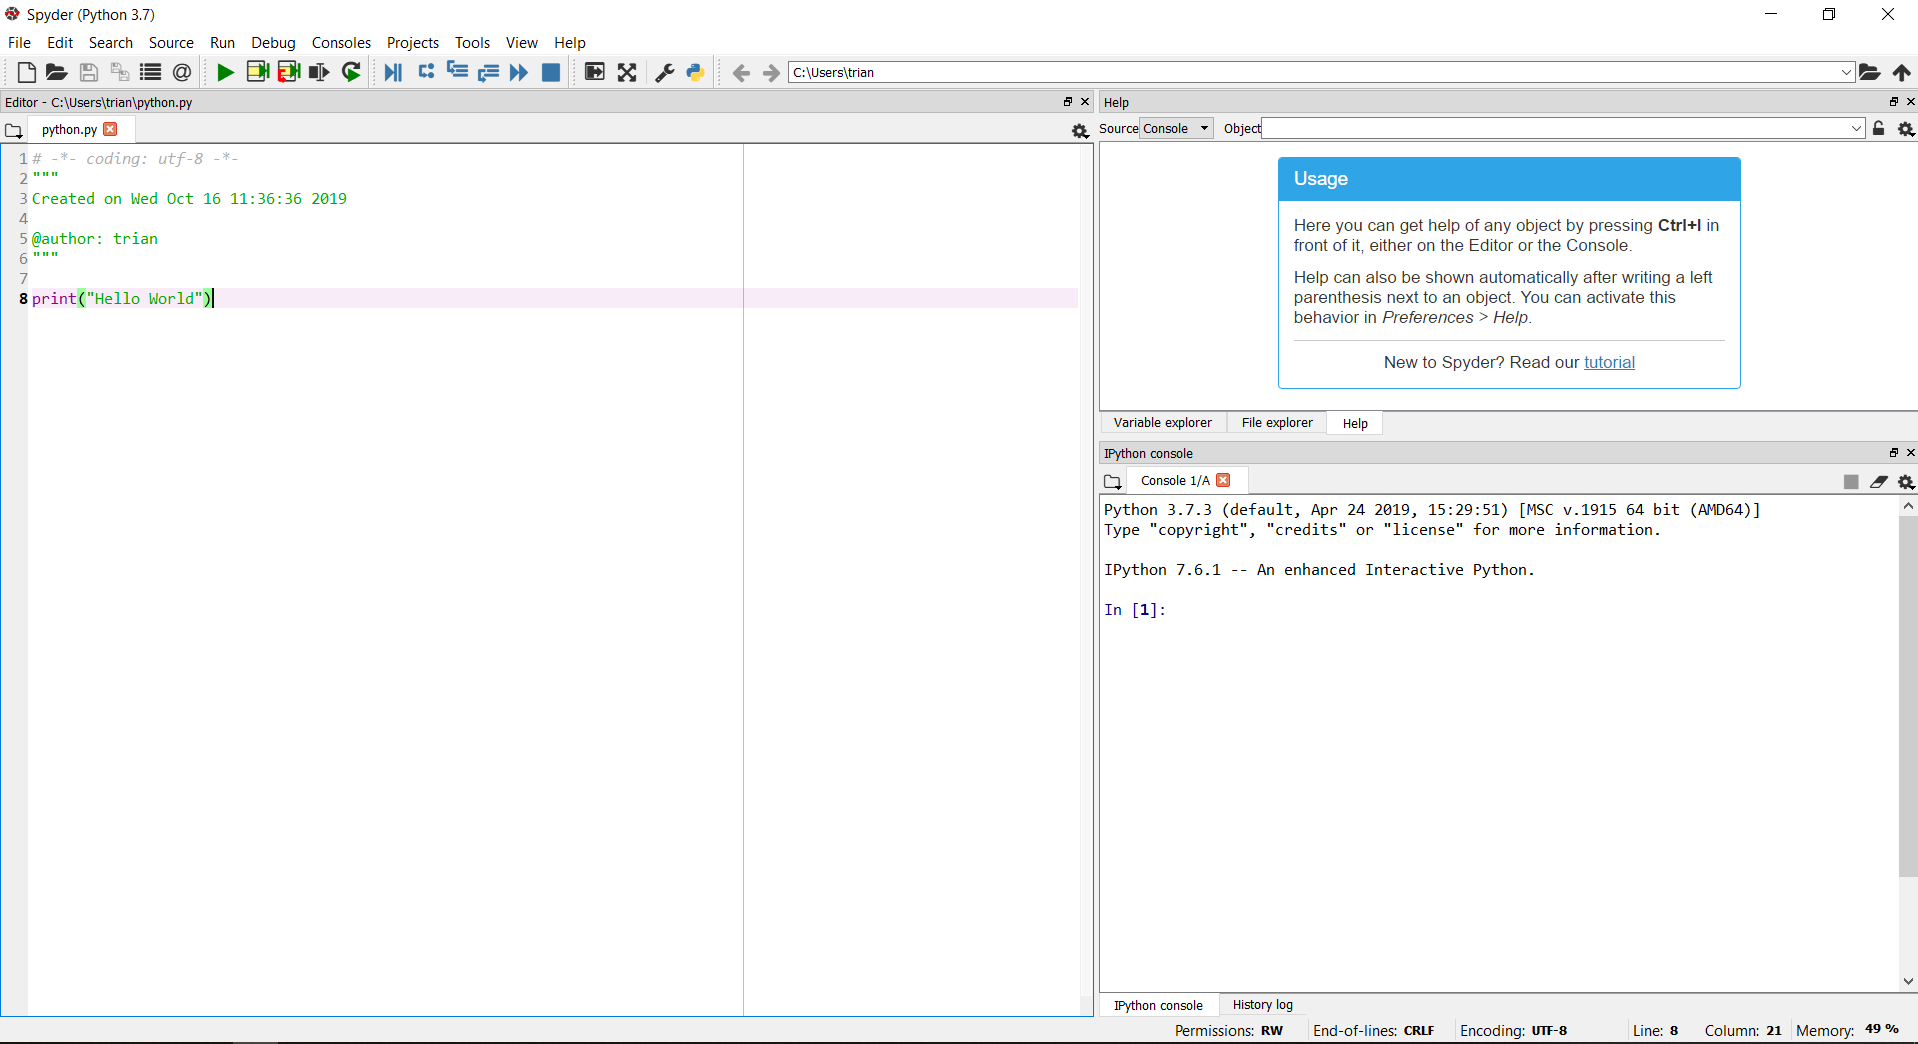 Spyder (Python 3.7)
File Edit Search Source Run Debug Consoles Projects Tools View Help
C:\Users\trian
Editor - C:\Users\trian\python.py
python.py
1 # -*- coding: utf-8 -*-
2 """
3 Created on Wed Oct 16 11:36:36 2019
4
5 @author: trian
6 """
7
8 print("Hello World")
Help
Source Console Object
Usage
Here you can get help of any object by pressing Ctrl+I in
front of it, either on the Editor or the Console.
Help can also be shown automatically after writing a left
parenthesis next to an object. You can activate this
behavior in Preferences > Help.
New to Spyder? Read our tutorial
Variable explorer File explorer Help
IPython console
Console 1/A
Python 3.7.3 (default, Apr 24 2019, 15:29:51) [MSC v.1915 64 bit (AMD64)]
Type "copyright", "credits" or "license" for more information.
IPython 7.6.1 -- An enhanced Interactive Python.
In [1]:
IPython console History log
Permissions: RW End-of-lines: CRLF Encoding: UTF-8 Line: 8 Column: 21 Memory: 49 %